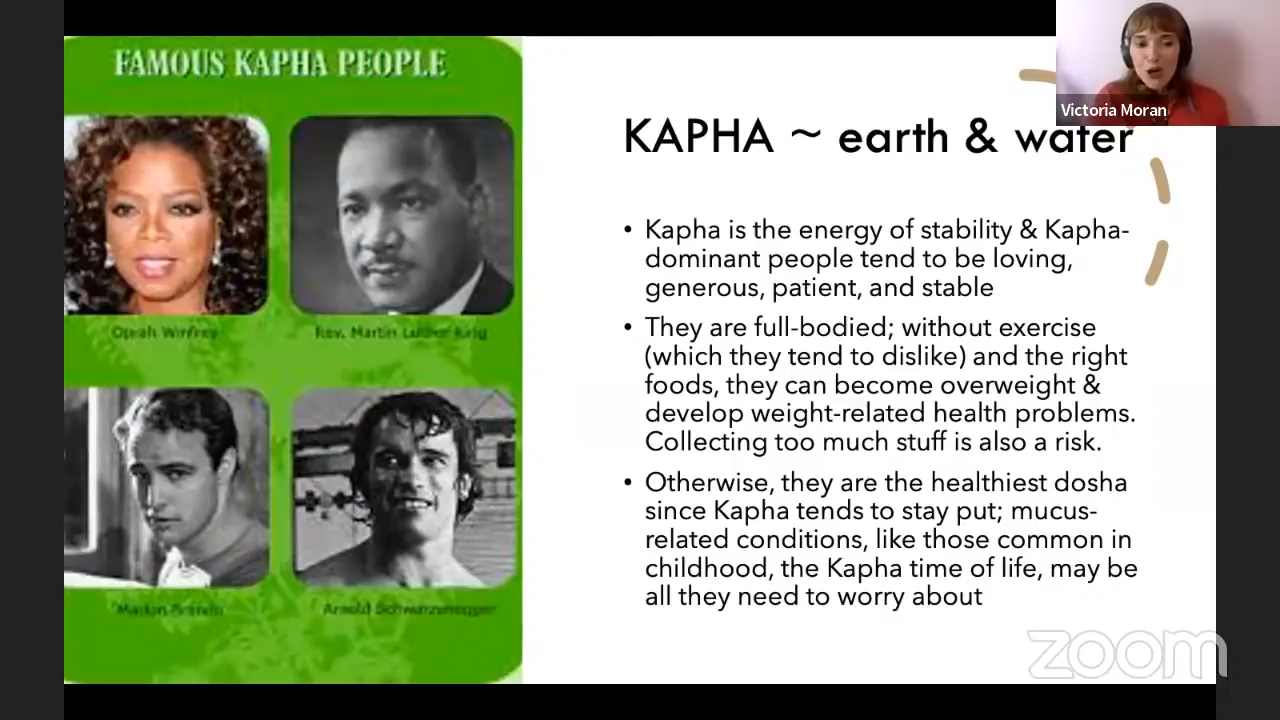 FAMOUS KAPHA PEOPLE
Oprah Winfrey
Rev. Martin Luther King
Marlon Brando
Arnold Schwarzenegger
Victoria Moran
KAPHA ~ earth & water
• Kapha is the energy of stability & Kapha-
dominant people tend to be loving,
generous, patient, and stable
• They are full-bodied; without exercise
(which they tend to dislike) and the right
foods, they can become overweight &
develop weight-related health problems.
Collecting too much stuff is also a risk.
• Otherwise, they are the healthiest dosha
since Kapha tends to stay put; mucus-
related conditions, like those common in
childhood, the Kapha time of life, may be
all they need to worry about
zoom